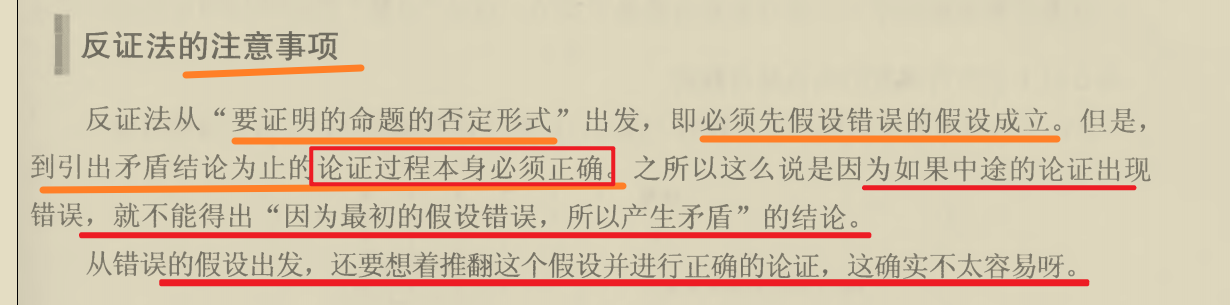 反证法的注意事项
反证法从“要证明的命题的否定形式”出发，即必须先假设错误的假设成立。但是，
到引出矛盾结论为止的论证过程本身必须正确。之所以这么说是因为如果中途的论证出现
错误，就不能得出“因为最初的假设错误，所以产生矛盾”的结论。
从错误的假设出发，还要想着推翻这个假设并进行正确的论证，这确实不太容易呀。